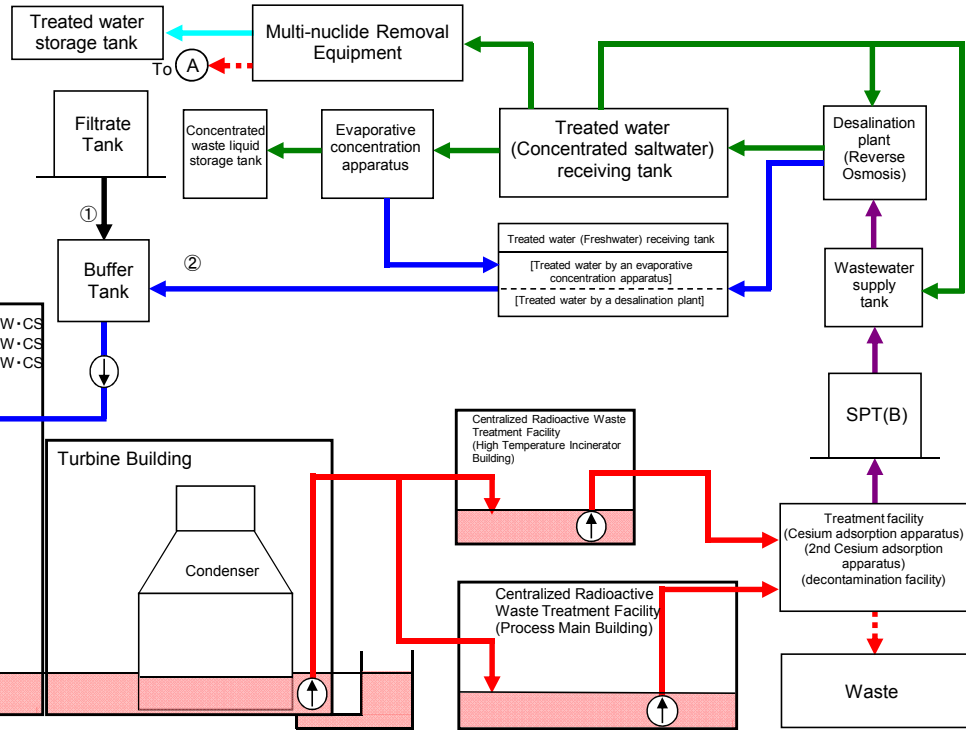 Treated water
storage tank
Multi-nuclide Removal
Equipment
To
A
Filtrate
Tank
Concentrated
waste liquid
storage tank
Evaporative
concentration
apparatus
Treated water
(Concentrated saltwater)
receiving tank
Desalination
plant
(Reverse
Osmosis)
①
②
Buffer
Tank
Treated water (Freshwater) receiving tank
[Treated water by an evaporative
concentration apparatus]
[Treated water by a desalination plant]
Wastewater
supply
tank
W・CS
W・CS
W・CS
SPT(B)
Turbine Building
Condenser
Centralized Radioactive Waste
Treatment Facility
(High Temperature Incinerator
Building)
Treatment facility
(Cesium adsorption apparatus)
(2nd Cesium adsorption
apparatus)
(decontamination facility)
Centralized Radioactive
Waste Treatment Facility
(Process Main Building)
Waste